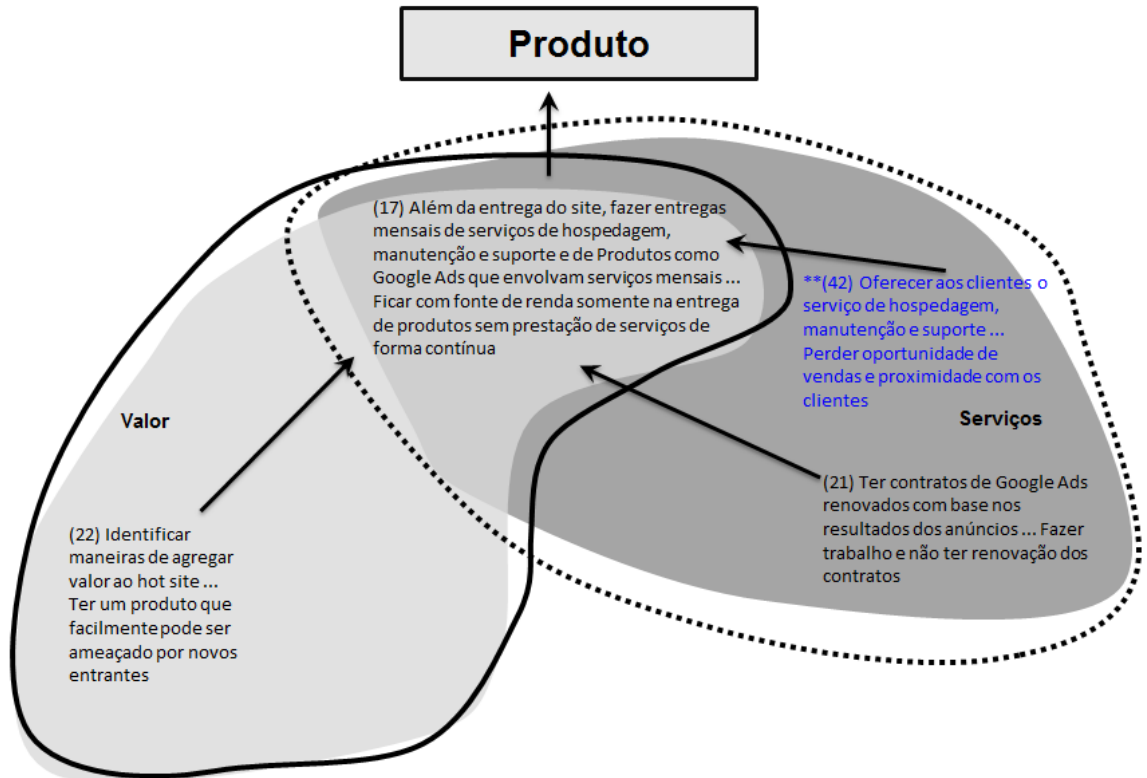 Produto
(17) Além da entrega do site, fazer entregas
mensais de serviços de hospedagem,
manutenção e suporte e de Produtos como
Google Ads que envolvam serviços mensais ...
Ficar com fonte de renda somente na entrega
de produtos sem prestação de serviços de
forma contínua
**(42) Oferecer aos clientes o
serviço de hospedagem,
manutenção e suporte ...
Perder oportunidade de
vendas e proximidade com os
clientes
Valor
Serviços
(21) Ter contratos de Google Ads
renovados com base nos
resultados dos anúncios ... Fazer
trabalho e não ter renovação dos
contratos
(22) Identificar
maneiras de agregar
valor ao hot site ...
Ter um produto que
facilmente pode ser
ameaçado por novos
entrantes